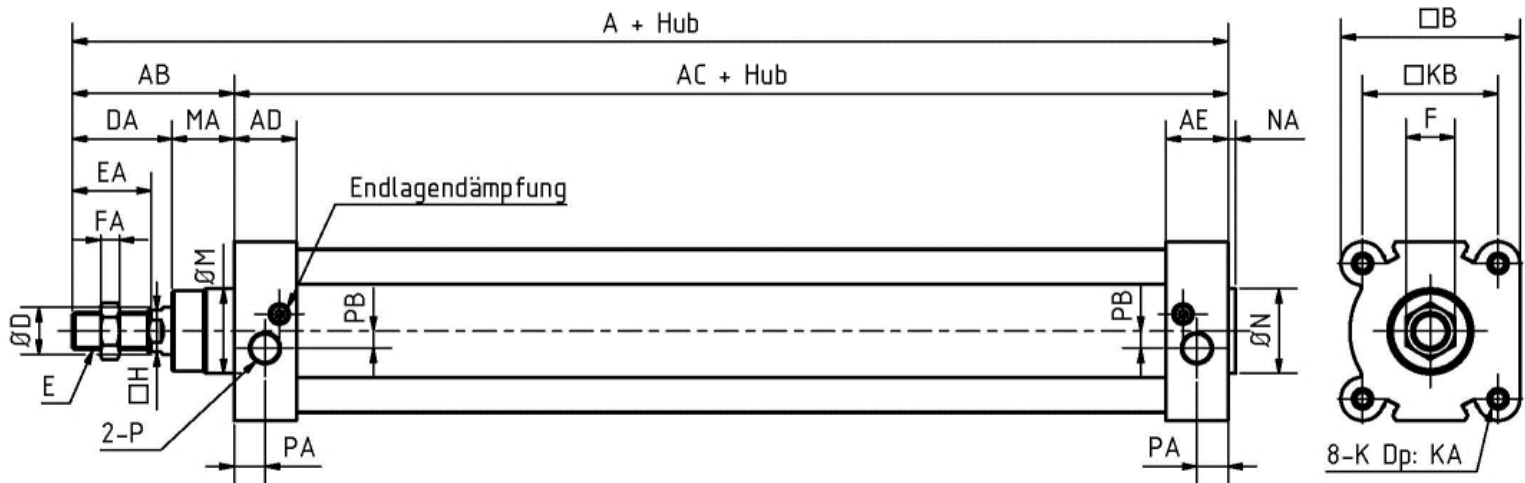 A + Hub
□B
AB
AC + Hub
□KB
DA
MA
AD
AE
NA
F
EA
Endlagendämpfung
FA
ØM
PB
PB
ØD
ØN
E
□H
2-P
PA
PA
8-K Dp: KA